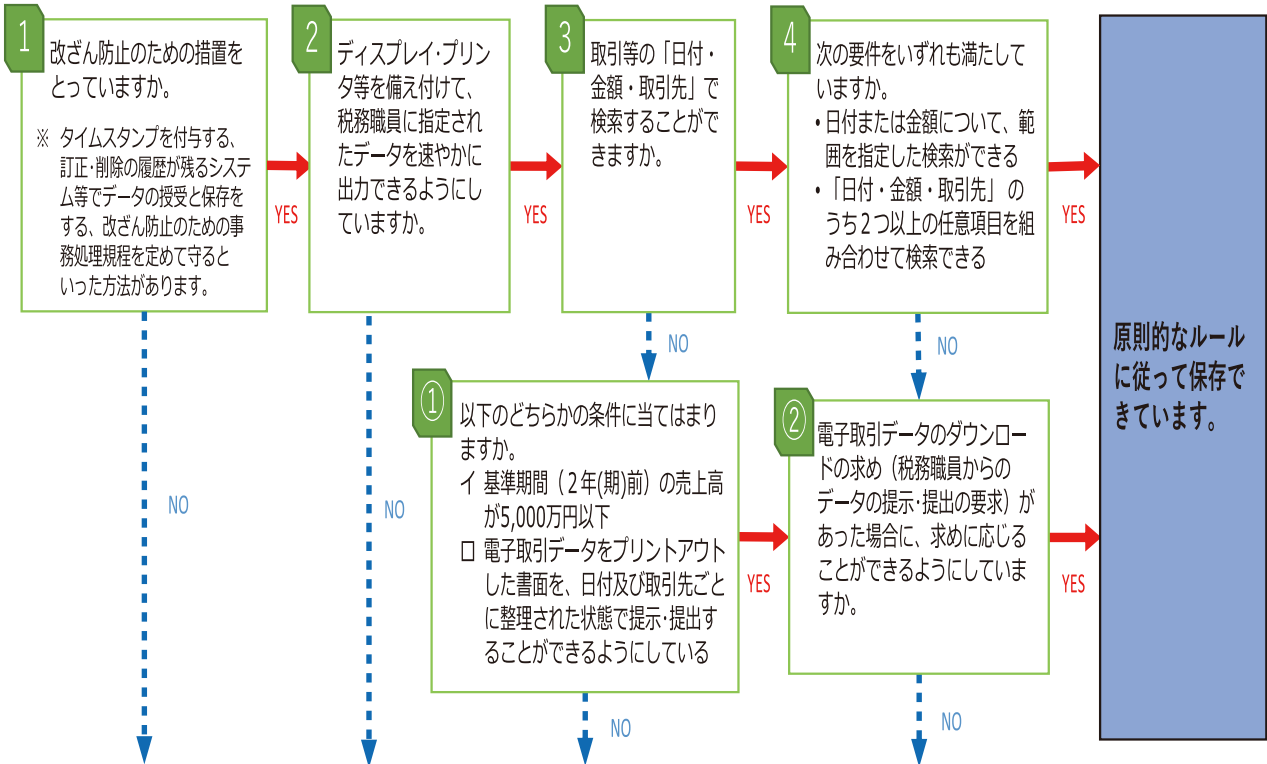 1
改ざん防止のための措置を
とっていますか。
※ タイムスタンプを付与する、
訂正・削除の履歴が残るシステ
ム等でデータの授受と保存を
する、改ざん防止のための事
務処理規程を定めて守ると
いった方法があります。
YES
NO
2
ディスプレイ・プリン
タ等を備え付けて、
税務職員に指定され
たデータを速やかに
出力できるようにし
ていますか。
YES
NO
3
取引等の「日付・
金額・取引先」で
検索することがで
きますか。
YES
NO
4
次の要件をいずれも満たして
いますか。
・日付または金額について、範
囲を指定した検索ができる
・「日付・金額・取引先」 の
うち２つ以上の任意項目を組
み合わせて検索できる
YES
NO
①
以下のどちらかの条件に当てはまり
ますか。
イ 基準期間（２年(期)前）の売上高
が5,000万円以下
ロ 電子取引データをプリントアウト
した書面を、日付及び取引先ごと
に整理された状態で提示・提出す
ることができるようにしている
YES
NO
②
電子取引データのダウンロー
ドの求め（税務職員からの
データの提示・提出の要求）が
あった場合に、求めに応じる
ことができるようにしていま
すか。
YES
NO
原則的なルール
に従って保存で
きています。